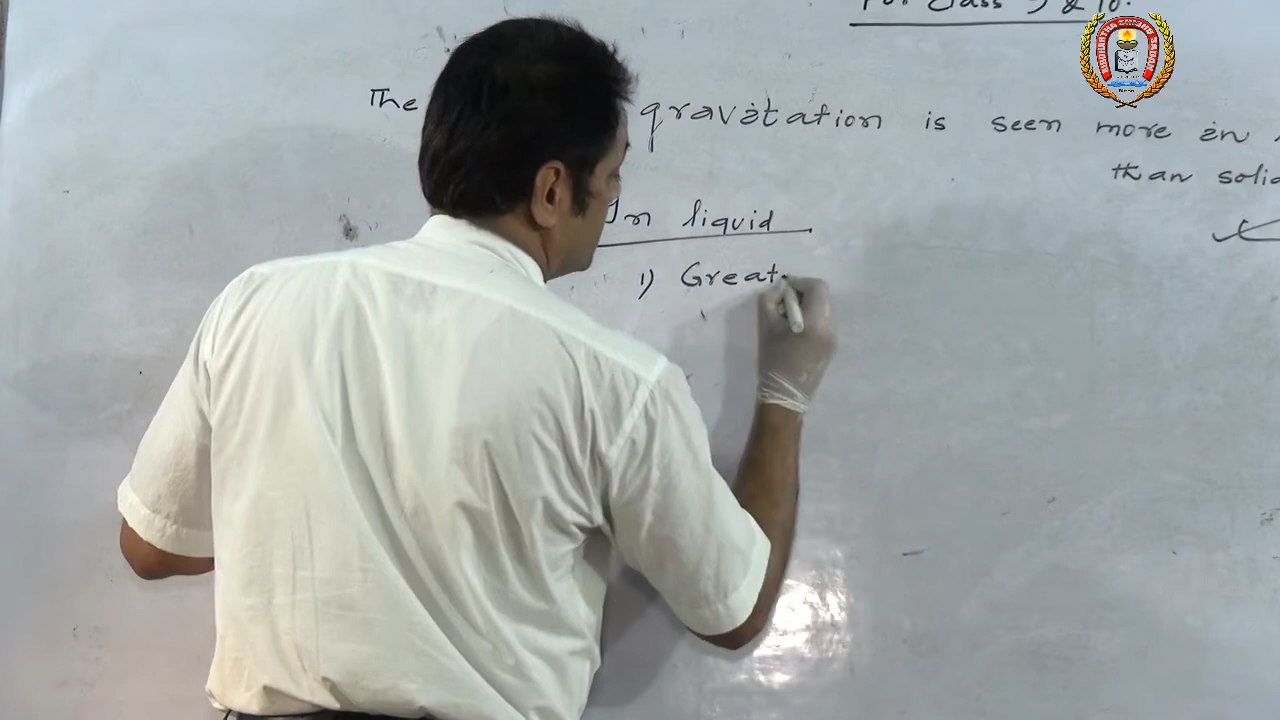 For Class 9 & 10.
The gravitation is seen more in
than solid
In liquid
1) Great